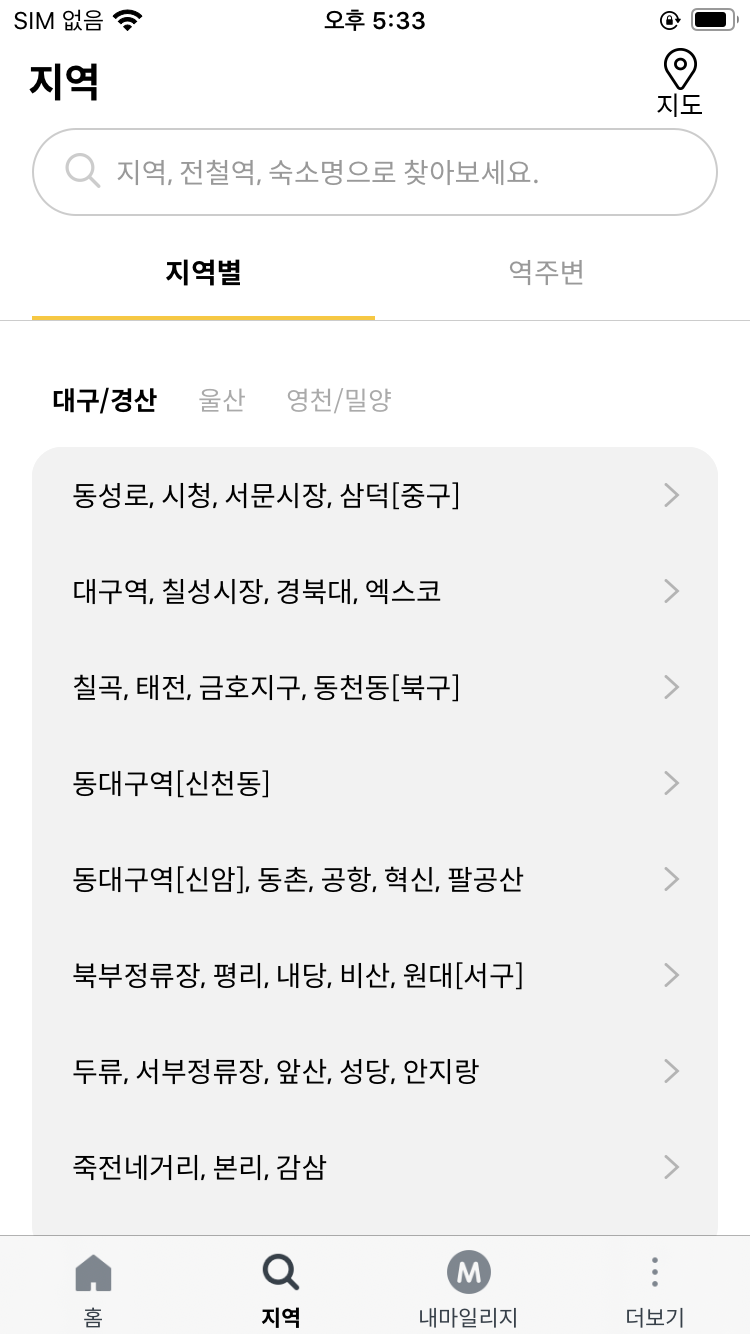 SIM 없음 오후 5:33
지역
지도
지역, 전철역, 숙소명으로 찾아보세요.
지역별 역주변
대구/경산 울산 영천/밀양
동성로, 시청, 서문시장, 삼덕[중구]
대구역, 칠성시장, 경북대, 엑스코
칠곡, 태전, 금호지구, 동천동[북구]
동대구역[신천동]
동대구역[신암], 동촌, 공항, 혁신, 팔공산
북부정류장, 평리, 내당, 비산, 원대[서구]
두류, 서부정류장, 앞산, 성당, 안지랑
죽전네거리, 본리, 감삼
M
홈 지역 내마일리지 더보기